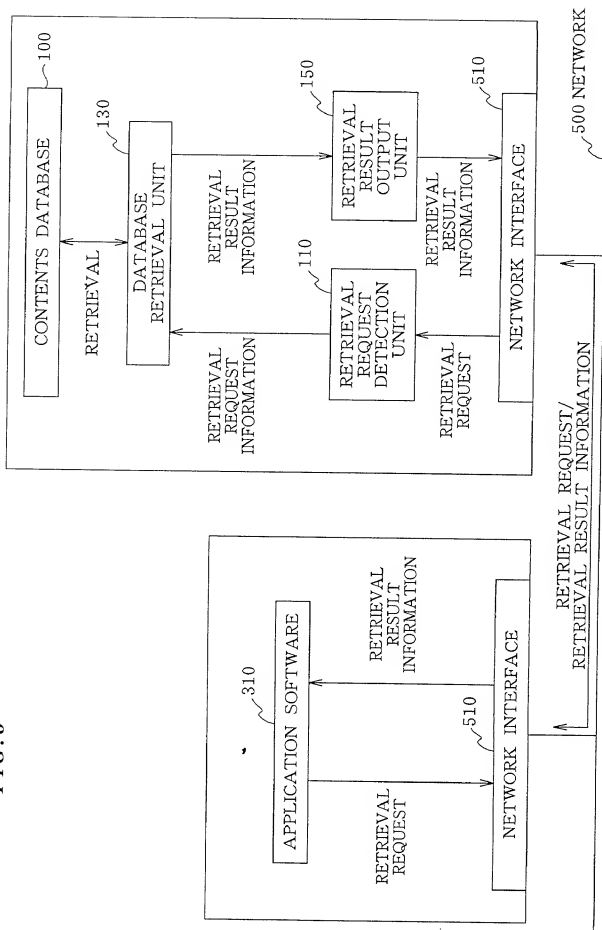 310
APPLICATION SOFTWARE
RETRIEVAL
REQUEST
RETRIEVAL
RESULT
INFORMATION
510
NETWORK INTERFACE
100
CONTENTS DATABASE
RETRIEVAL
130
DATABASE
RETRIEVAL UNIT
RETRIEVAL
REQUEST
INFORMATION
RETRIEVAL
RESULT
INFORMATION
110
RETRIEVAL
REQUEST
DETECTION
UNIT
150
RETRIEVAL
RESULT
OUTPUT
UNIT
RETRIEVAL
REQUEST
RETRIEVAL
RESULT
INFORMATION
510
NETWORK INTERFACE
RETRIEVAL REQUEST/
RETRIEVAL RESULT INFORMATION
500 NETWORK